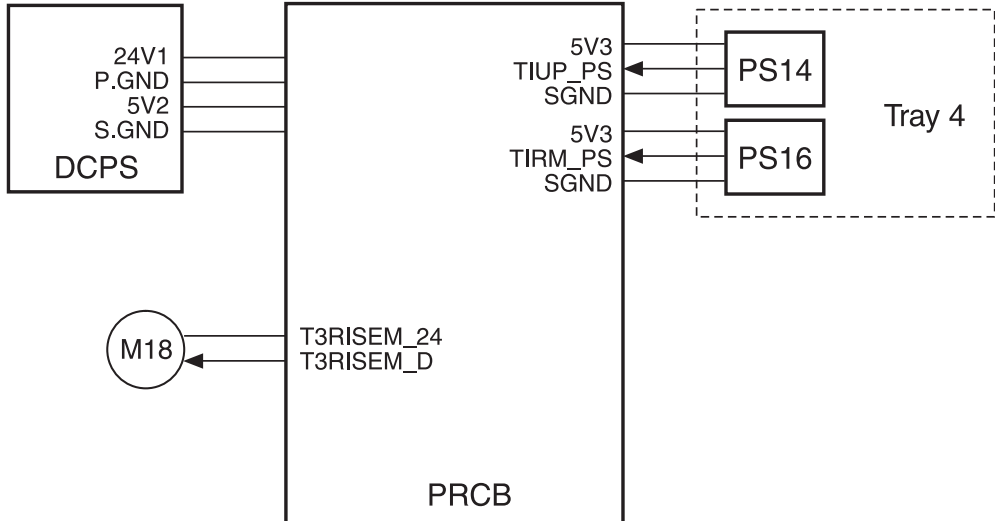 24V1
P.GND
5V2
S.GND
DCPS
5V3
TIUP_PS
SGND
5V3
TIRM_PS
SGND
PS14
PS16
Tray 4
M18
T3RISEM_24
T3RISEM_D
PRCB